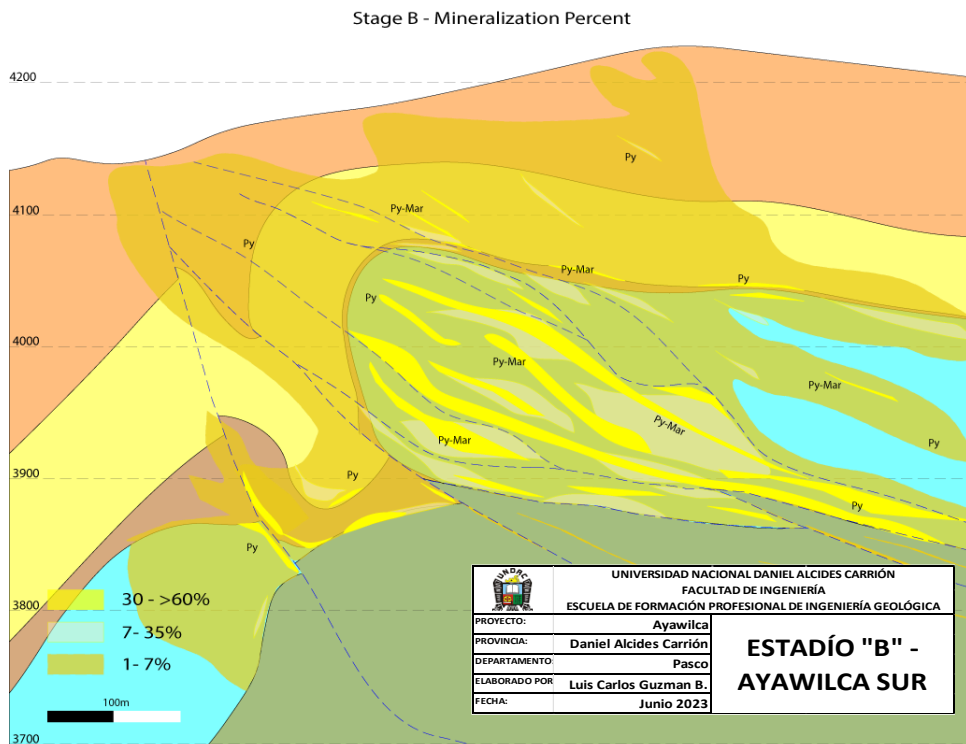 Stage B - Mineralization Percent
4200
Py
4100
Py-Mar
Py
Py-Mar
Py
Py
4000
Py-Mar
Py-Mar
Py-Mar
Py-Mar
Py
3900
Py
Py
Py
3800
30 - >60%
7- 35%
1- 7%
100m
3700
UNDAC
UNIVERSIDAD NACIONAL DANIEL ALCIDES CARRIÓN
FACULTAD DE INGENIERÍA
ESCUELA DE FORMACIÓN PROFESIONAL DE INGENIERÍA GEOLÓGICA
PROYECTO: Ayawilca
PROVINCIA: Daniel Alcides Carrión
DEPARTAMENTO: Pasco
ELABORADO POR Luis Carlos Guzman B.
FECHA: Junio 2023
ESTADÍO "B" -
AYAWILCA SUR